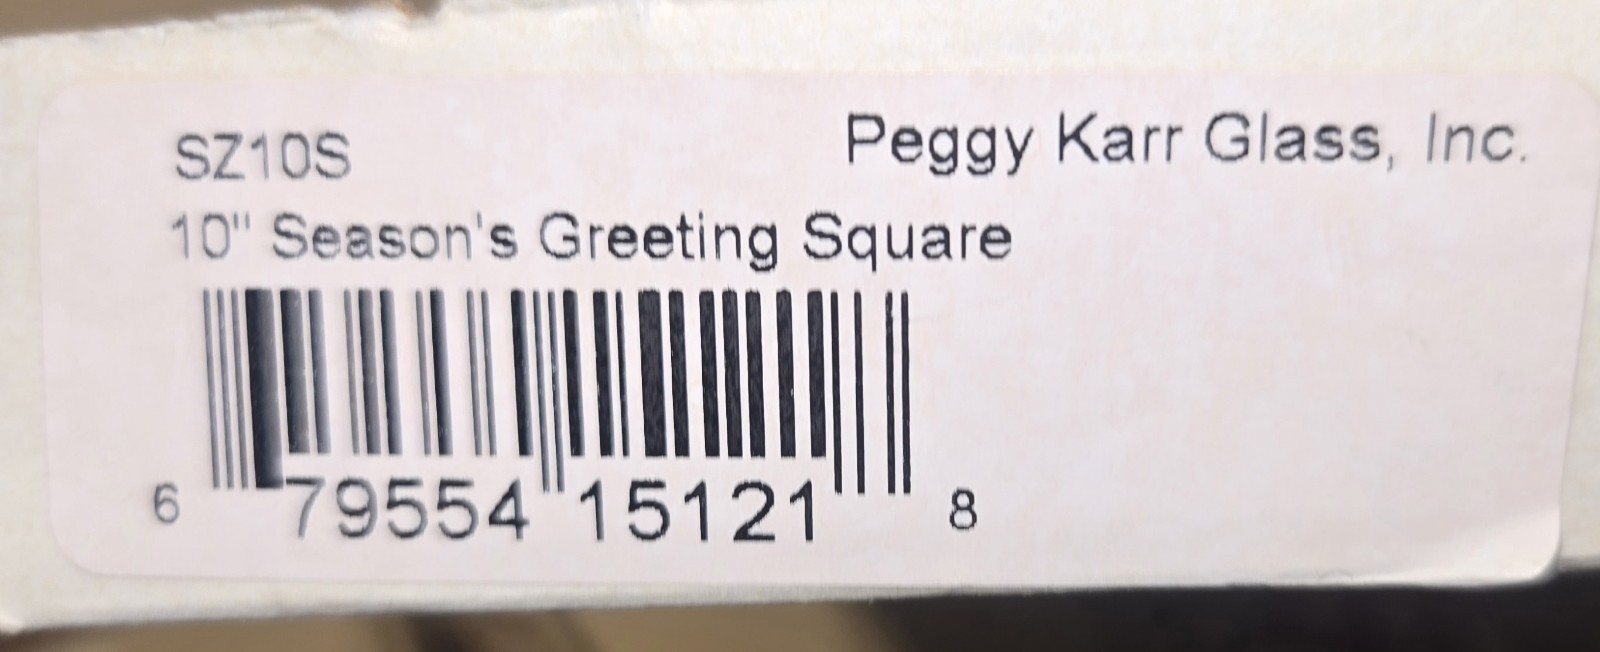 SZ10S
Peggy Karr Glass, Inc.
10" Season's Greeting Square
6 79554 15121 8